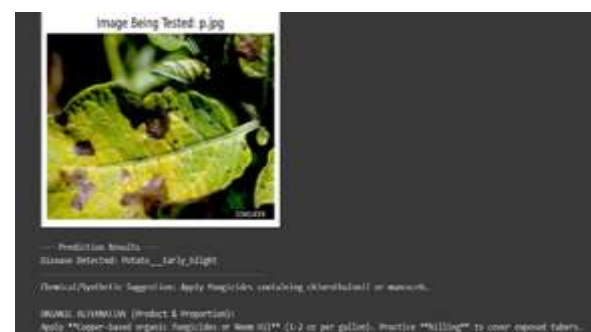 Image Being Tested: p.jpg
--- Prediction Results ---
Disease Detected: Potato___Early_blight
Chemical/Synthetic Suggestion: Apply fungicides containing chlorothalonil or mancozeb.
ORGANIC ALTERNATIVE (Product & Proportion):
Apply **Copper-based organic fungicides or Neem Oil** (1-2 oz per gallon). Practice **hilling** to cover exposed tubers.